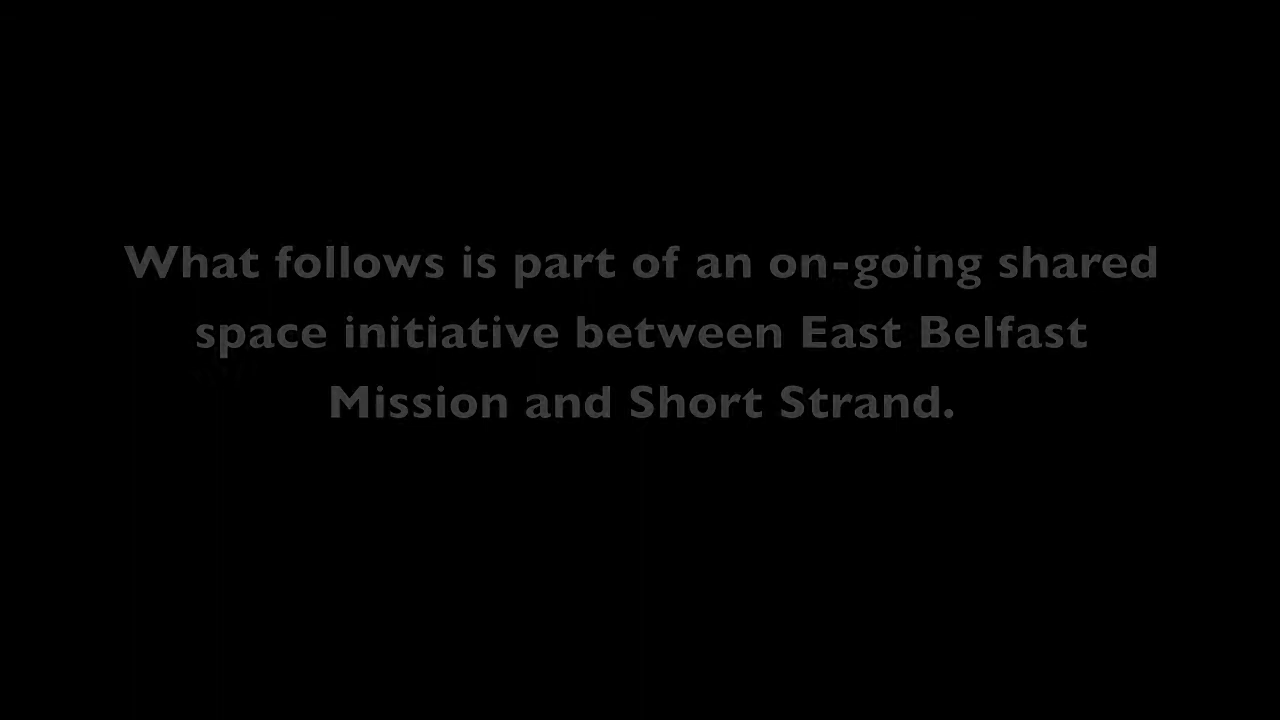 What follows is part of an on-going shared
space initiative between East Belfast
Mission and Short Strand.